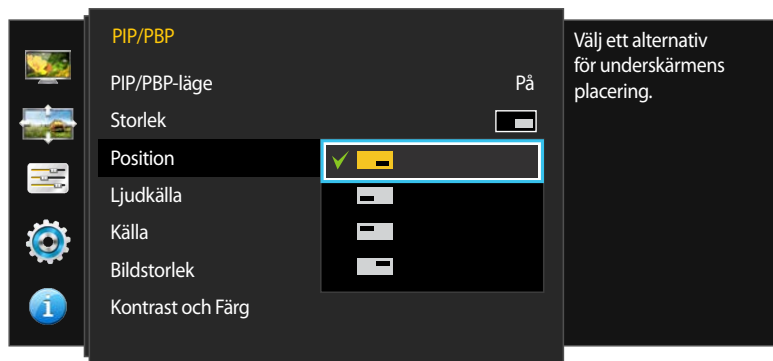 PIP/PBP
PIP/PBP-läge
På
Storlek
Position
Ljudkälla
Källa
Bildstorlek
Kontrast och Färg
Välj ett alternativ
för underskärmens
placering.